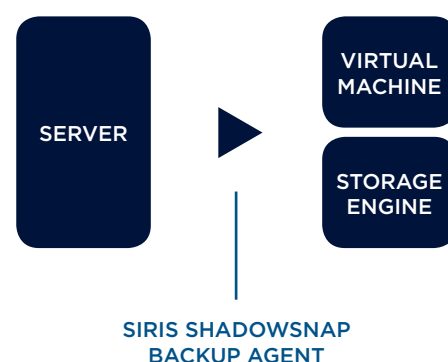 SERVER
VIRTUAL
MACHINE
STORAGE
ENGINE
SIRIS SHADOWSNAP
BACKUP AGENT